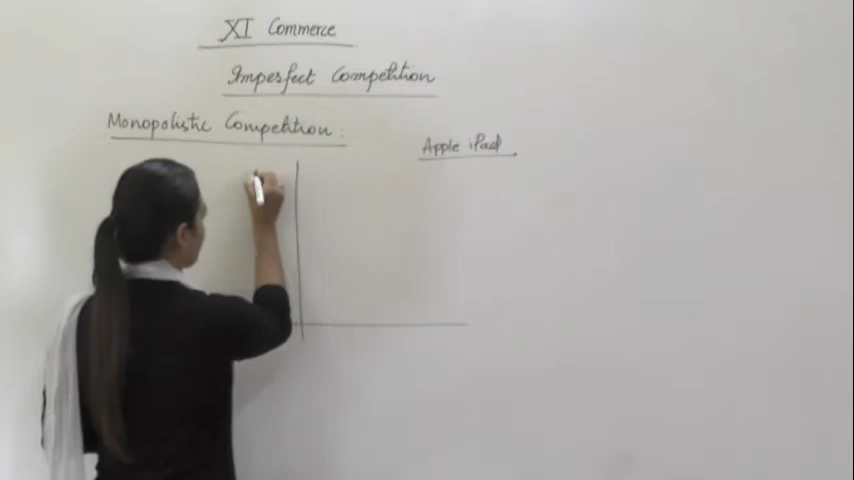 XI Commerce
Imperfect Competition
Monopolistic Competition:
Apple iPad